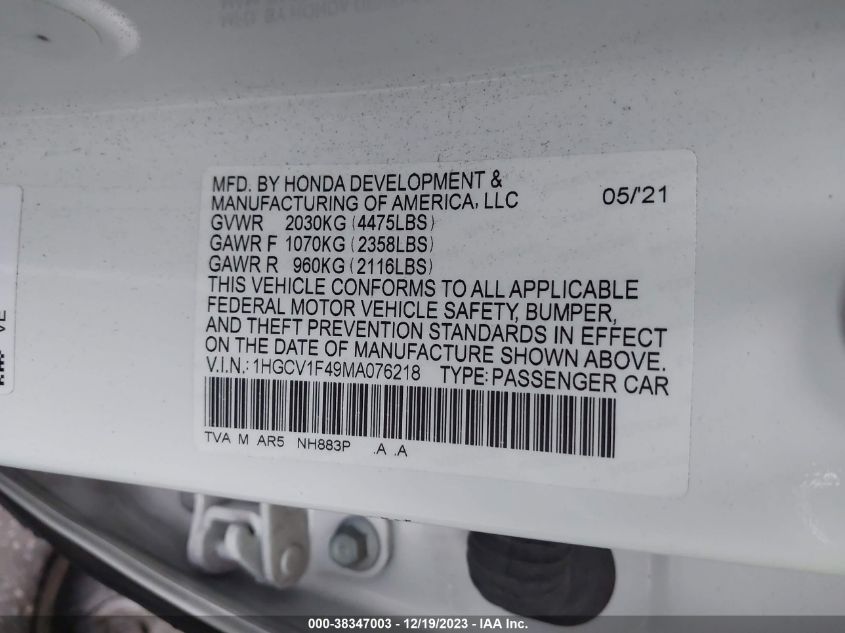 MFD. BY HONDA DEVELOPMENT &
MANUFACTURING OF AMERICA, LLC 05/'21
GVWR 2030KG (4475LBS)
GAWR F 1070KG (2358LBS)
GAWR R 960KG (2116LBS)
THIS VEHICLE CONFORMS TO ALL APPLICABLE
FEDERAL MOTOR VEHICLE SAFETY, BUMPER,
AND THEFT PREVENTION STANDARDS IN EFFECT
ON THE DATE OF MANUFACTURE SHOWN ABOVE.
V.I.N.: 1HGCV1F49MA076218 TYPE: PASSENGER CAR
TVA M AR5 NH883P .A .A
VE
000-38347003 - 12/19/2023 - IAA Inc.